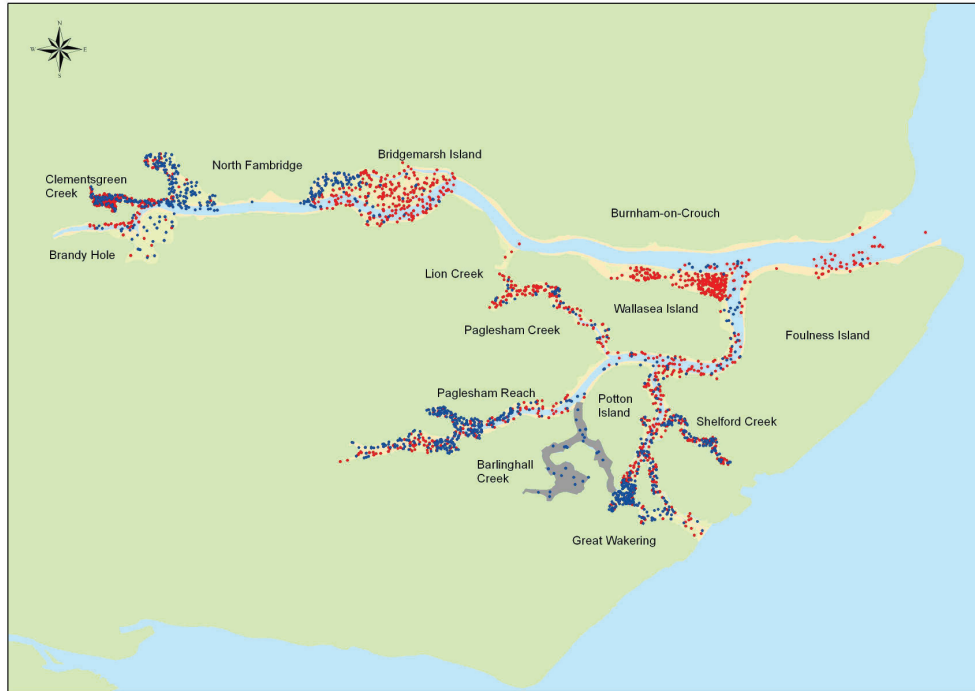 N
W E
S
Bridgemarsh Island
North Fambridge
Clementsgreen
Creek
Burnham-on-Crouch
Brandy Hole
Lion Creek
Wallasea Island
Paglesham Creek
Foulness Island
Paglesham Reach
Potton
Island
Shelford Creek
Barlinghall
Creek
Great Wakering